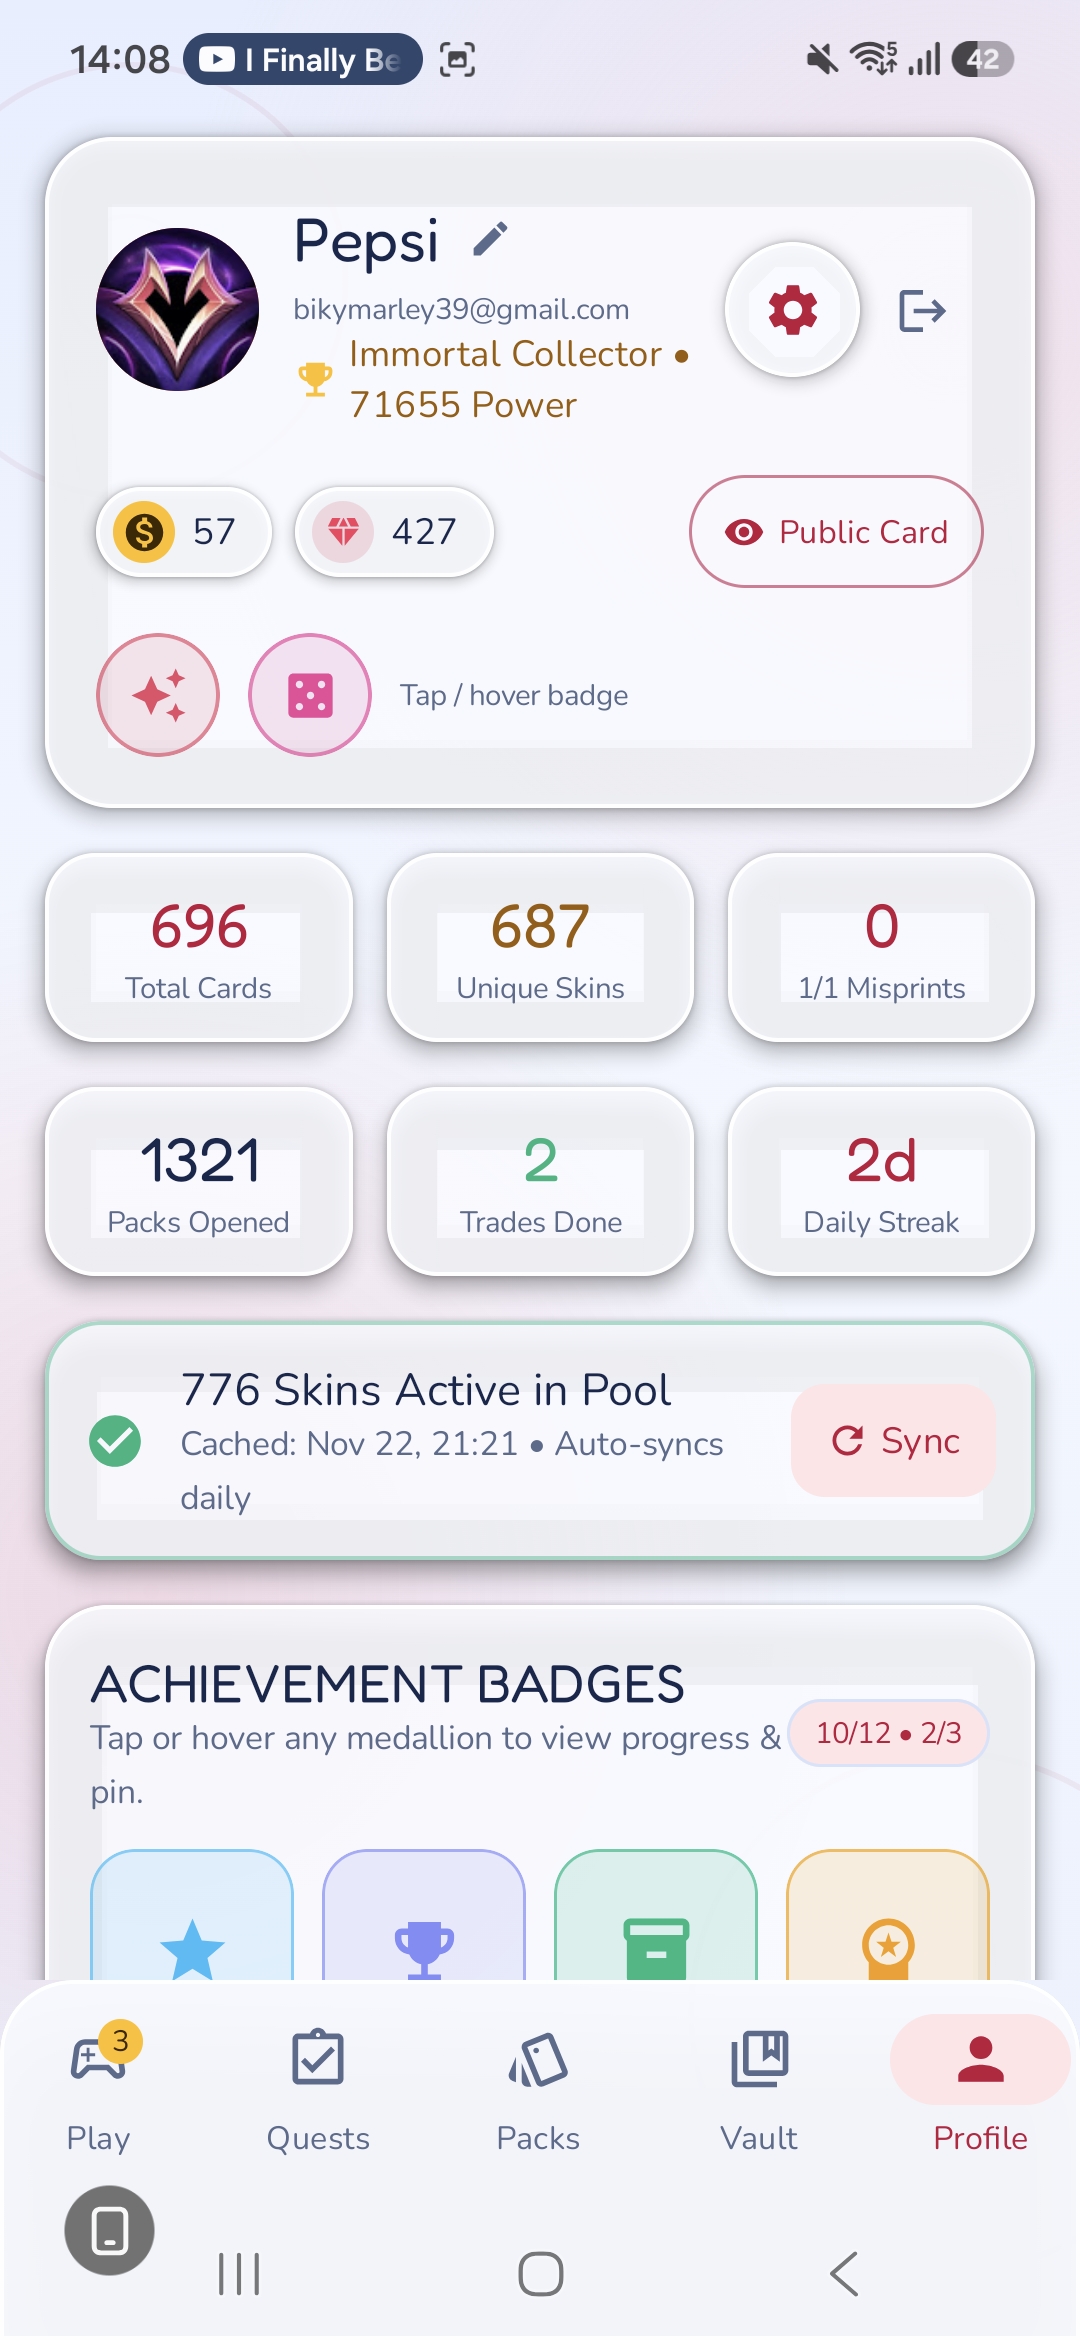 14:08 I Finally Be 5 42
Pepsi
bikymarley39@gmail.com
Immortal Collector •
71655 Power
57 427 Public Card
Tap / hover badge
696 687 0
Total Cards Unique Skins 1/1 Misprints
1321 2 2d
Packs Opened Trades Done Daily Streak
776 Skins Active in Pool
Cached: Nov 22, 21:21 • Auto-syncs
daily
Sync
ACHIEVEMENT BADGES
Tap or hover any medallion to view progress &
pin.
10/12 • 2/3
3
Play Quests Packs Vault Profile